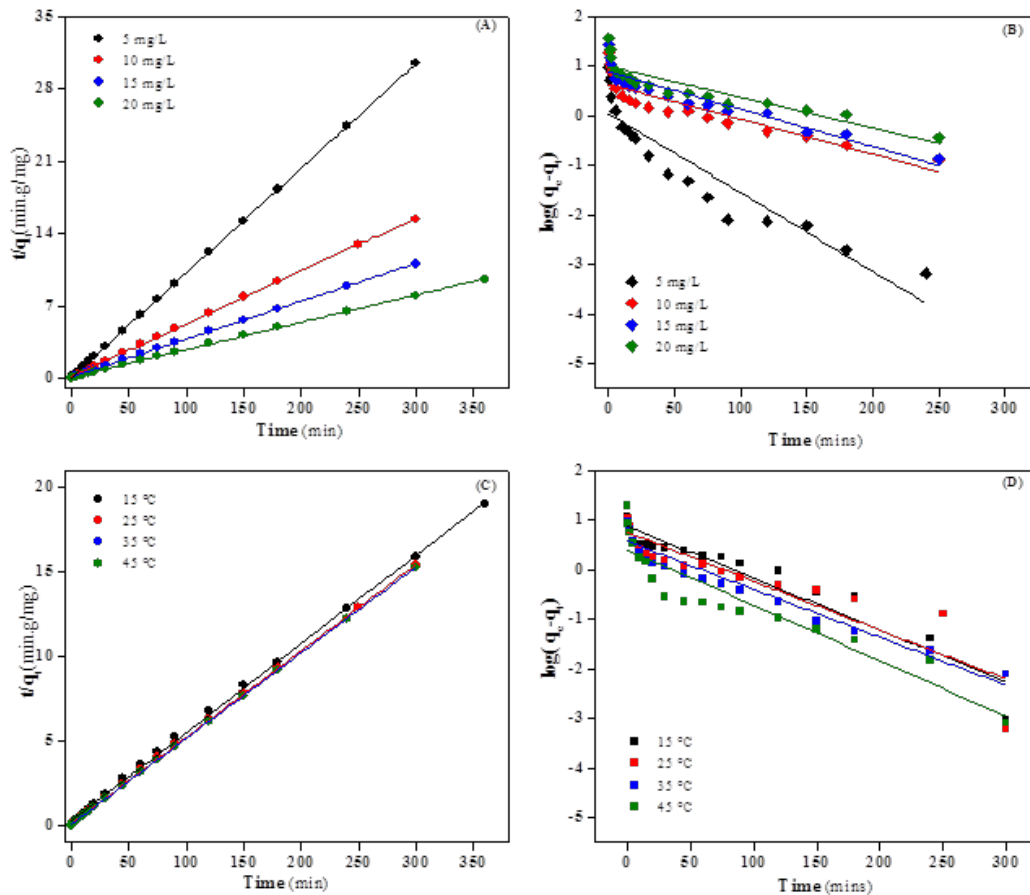 (A)
5 mg/L
10 mg/L
15 mg/L
20 mg/L
35
28
21
14
7
0
t/qt(min.g/mg)
0 50 100 150 200 250 300 350
Time (min)
(B)
2
1
0
-1
-2
-3
-4
-5
log( qe-qt)
5 mg/L
10 mg/L
15 mg/L
20 mg/L
0 50 100 150 200 250 300
Time (mins)
(C)
15 °C
25 °C
35 °C
45 °C
20
15
10
5
0
t/qt(min.g/mg)
0 50 100 150 200 250 300 350
Time (min)
(D)
2
1
0
-1
-2
-3
-4
-5
log( qe-qt)
15 °C
25 °C
35 °C
45 °C
0 50 100 150 200 250 300
Time (mins)